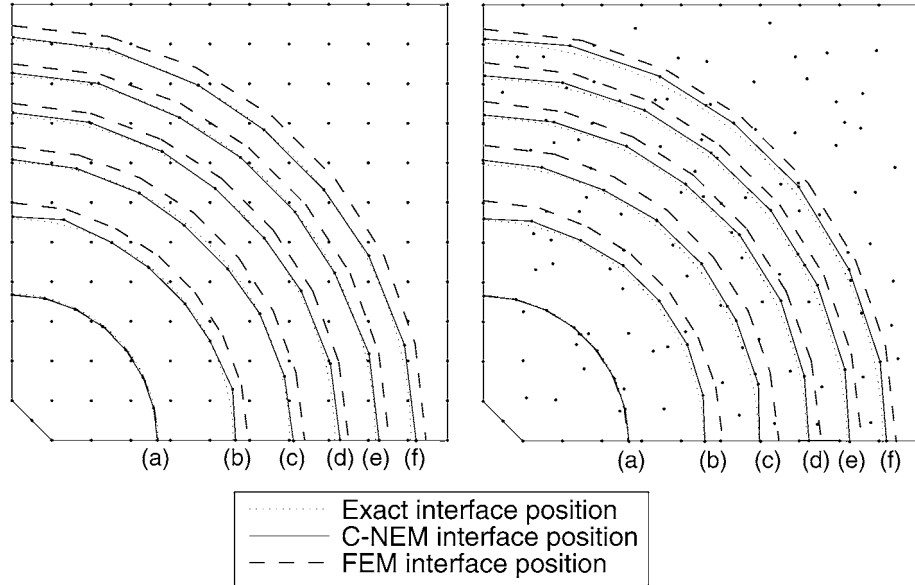 (a) (b) (c) (d) (e) (f)
(a) (b) (c) (d) (e) (f)
Exact interface position
C-NEM interface position
FEM interface position